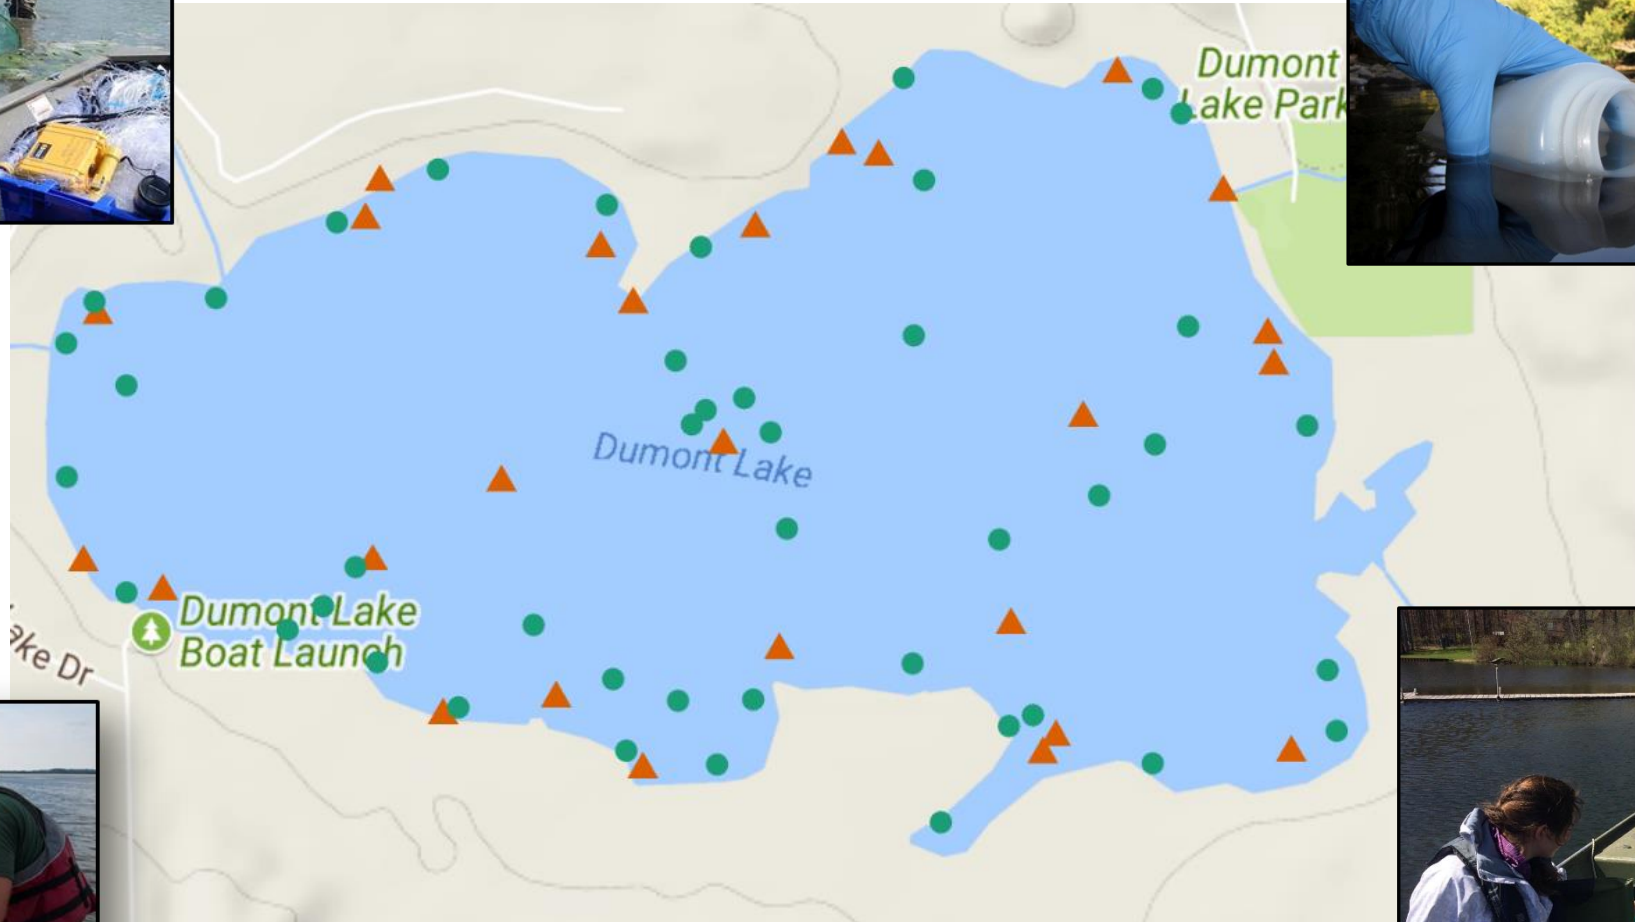 Dumont
Lake Park
Dumont Lake
Dumont Lake
Boat Launch
ake Dr